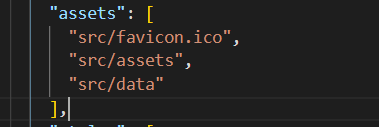 "assets": [
"src/favicon.ico",
"src/assets",
"src/data"
],